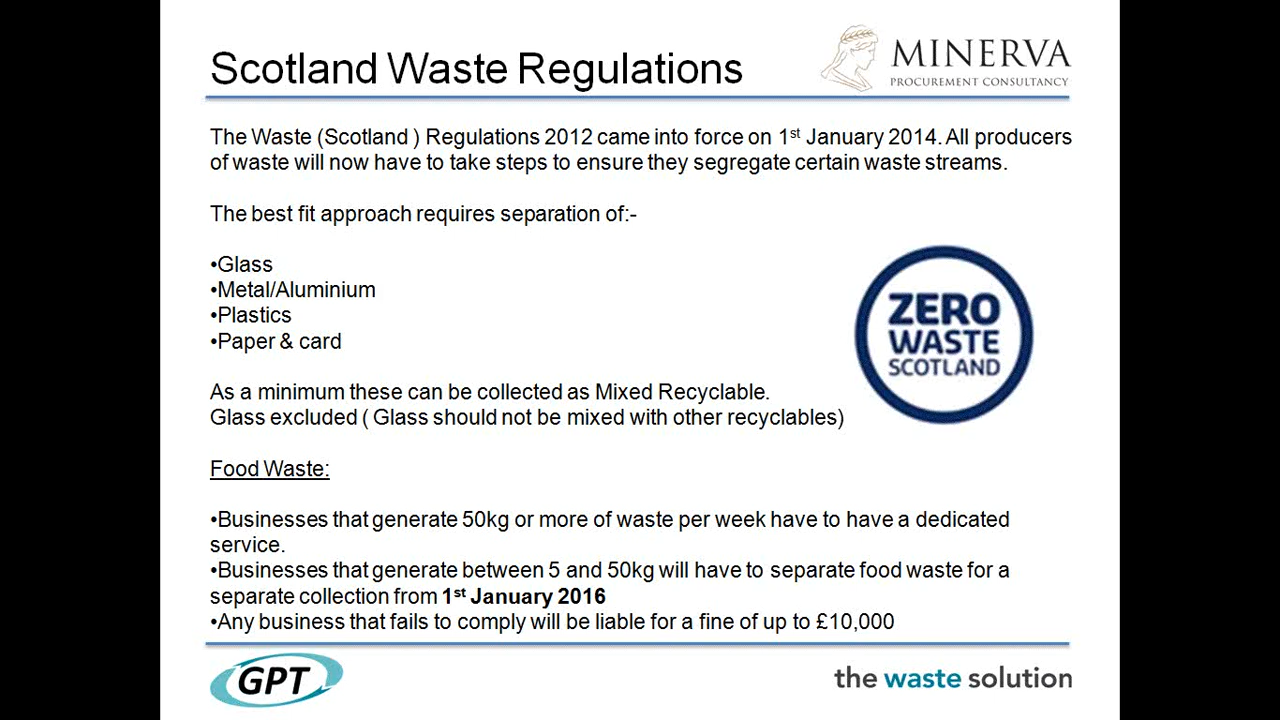 Scotland Waste Regulations
MINERVA
PROCUREMENT CONSULTANCY
The Waste (Scotland ) Regulations 2012 came into force on 1st January 2014. All producers
of waste will now have to take steps to ensure they segregate certain waste streams.
The best fit approach requires separation of:-
•Glass
•Metal/Aluminium
•Plastics
•Paper & card
ZERO
WASTE
SCOTLAND
As a minimum these can be collected as Mixed Recyclable.
Glass excluded ( Glass should not be mixed with other recyclables)
Food Waste:
•Businesses that generate 50kg or more of waste per week have to have a dedicated
service.
•Businesses that generate between 5 and 50kg will have to separate food waste for a
separate collection from 1st January 2016
•Any business that fails to comply will be liable for a fine of up to £10,000
GPT
the waste solution